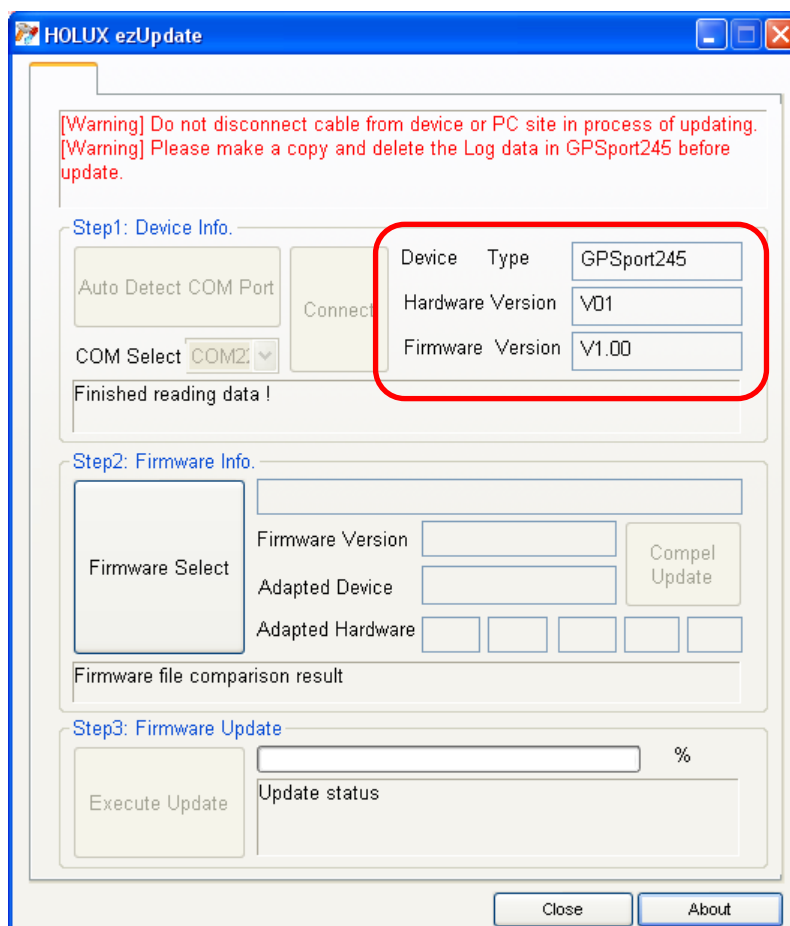 HOLUX ezUpdate
[Warning] Do not disconnect cable from device or PC site in process of updating.
[Warning] Please make a copy and delete the Log data in GPSport245 before
update.
Step1: Device Info.
Auto Detect COM Port
Connect
Device Type GPSport245
Hardware Version V01
Firmware Version V1.00
COM Select COM2
Finished reading data !
Step2: Firmware Info.
Firmware Select
Firmware Version
Adapted Device
Adapted Hardware
Compel
Update
Firmware file comparison result
Step3: Firmware Update
Execute Update
%
Update status
Close
About